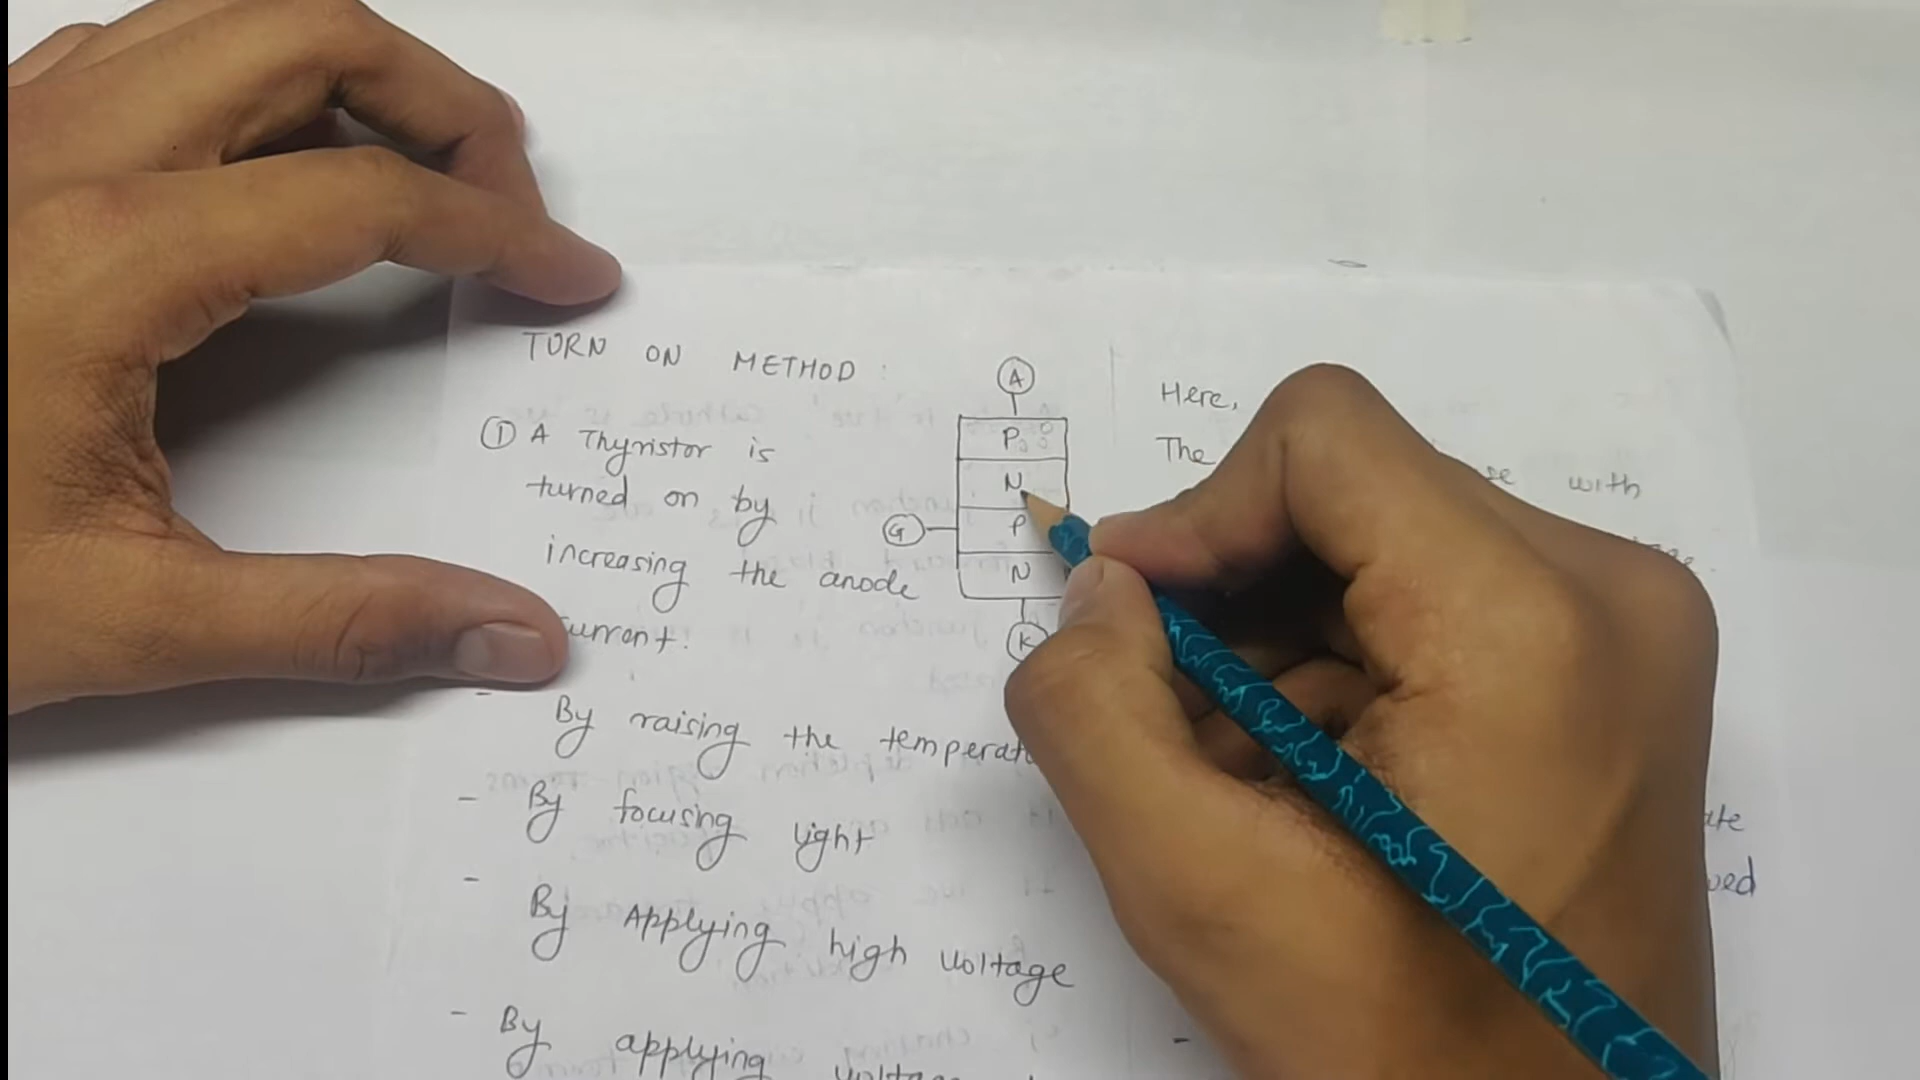 TURN ON METHOD :
① A Thyristor is
turned on by
increasing the anode
current.
- By raising the
- By focusing light
- By Applying high voltage
- By applying voltage
A
P
N
G
P
N
K
Here,
The
with